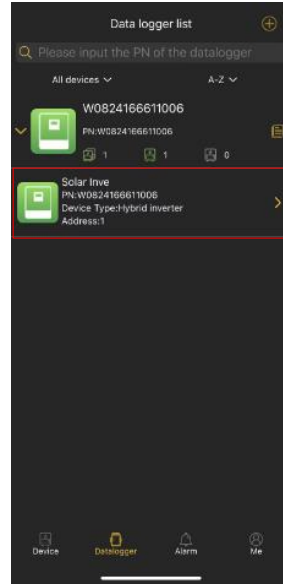 Data logger list
Please input the PN of the datalogger
All devices
A-Z
W0824166611006
PN:W0824166611006
1
1
0
Solar Inve
PN:W0824166611006
Device Type:Hybrid inverter
Address:1
Device
Datalogger
Alarm
Me